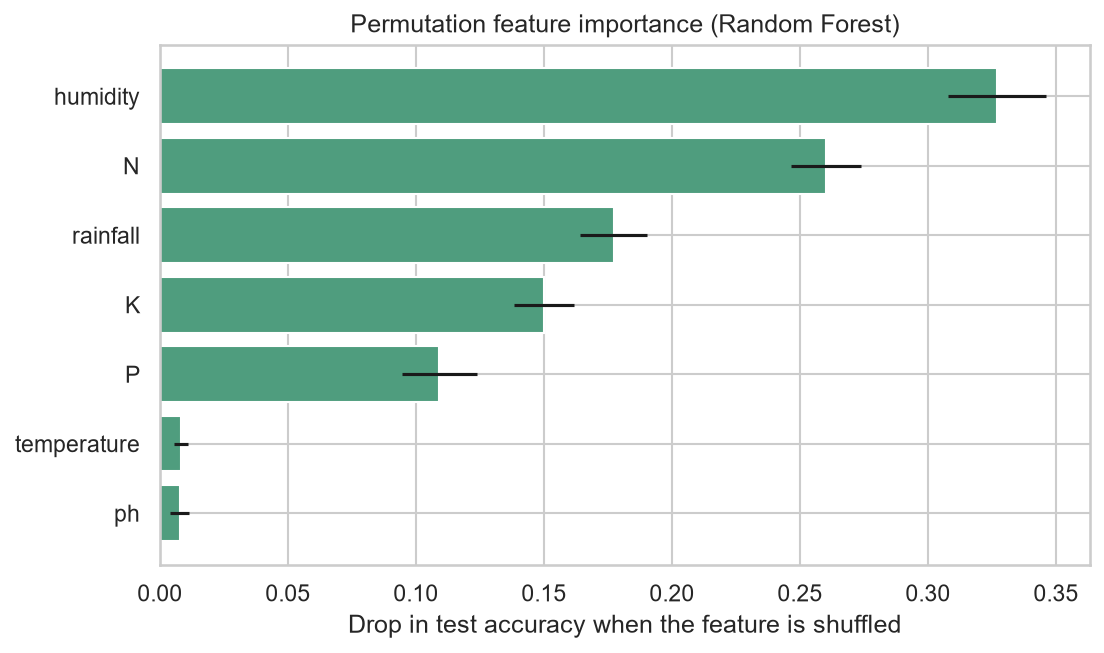 Permutation feature importance (Random Forest)
humidity
N
rainfall
K
P
temperature
ph
0.00 0.05 0.10 0.15 0.20 0.25 0.30 0.35
Drop in test accuracy when the feature is shuffled